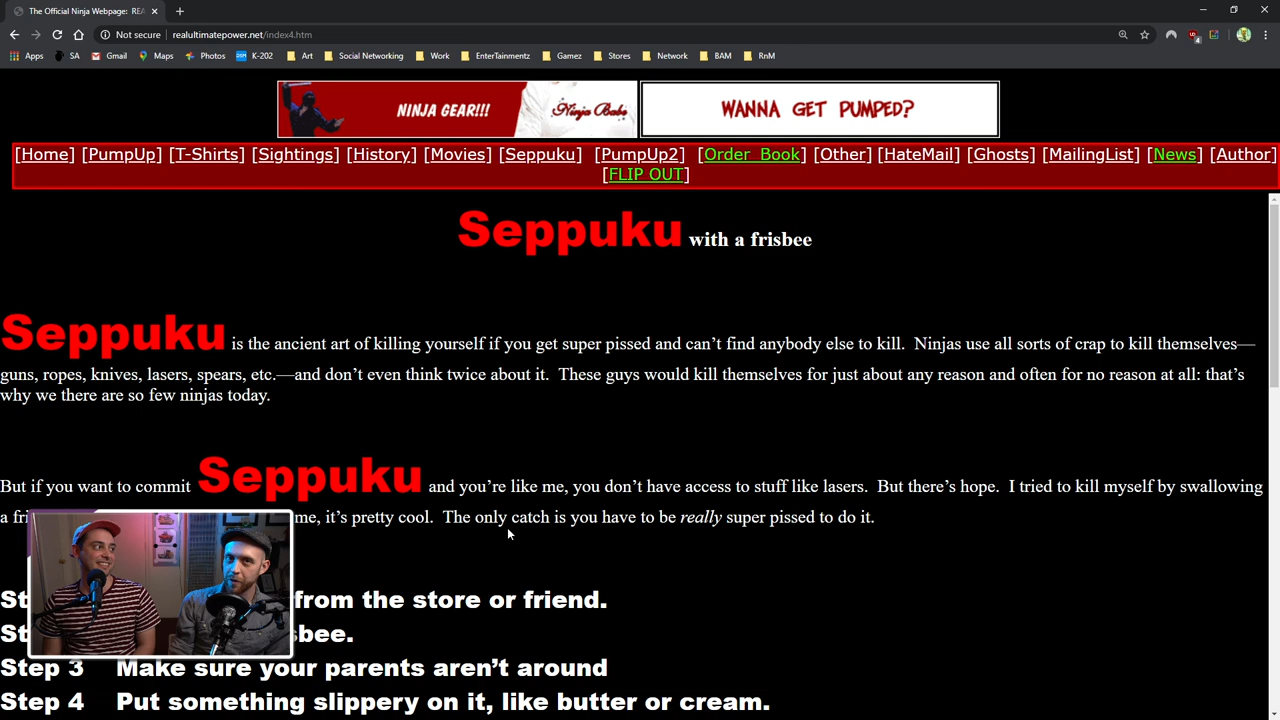 The Official Ninja Webpage: REA
Not secure
realultimatepower.net/index4.htm
Apps SA Gmail Maps Photos K-202 Art Social Networking Work EnterTainmentz Gamez Stores Network BAM RnM
NINJA GEAR!!! Ninja Babe WANNA GET PUMPED?
[Home] [PumpUp] [T-Shirts] [Sightings] [History] [Movies] [Seppuku] [PumpUp2] [Order Book] [Other] [HateMail] [Ghosts] [MailingList] [News] [Author]
[FLIP OUT]
Seppuku with a frisbee
Seppuku is the ancient art of killing yourself if you get super pissed and can’t find anybody else to kill. Ninjas use all sorts of crap to kill themselves—
guns, ropes, knives, lasers, spears, etc.—and don’t even think twice about it. These guys would kill themselves for just about any reason and often for no reason at all: that’s
why we there are so few ninjas today.
But if you want to commit Seppuku and you’re like me, you don’t have access to stuff like lasers. But there’s hope. I tried to kill myself by swallowing
a fri me, it’s pretty cool. The only catch is you have to be really super pissed to do it.
St from the store or friend.
St sbee.
Step 3 Make sure your parents aren’t around
Step 4 Put something slippery on it, like butter or cream.